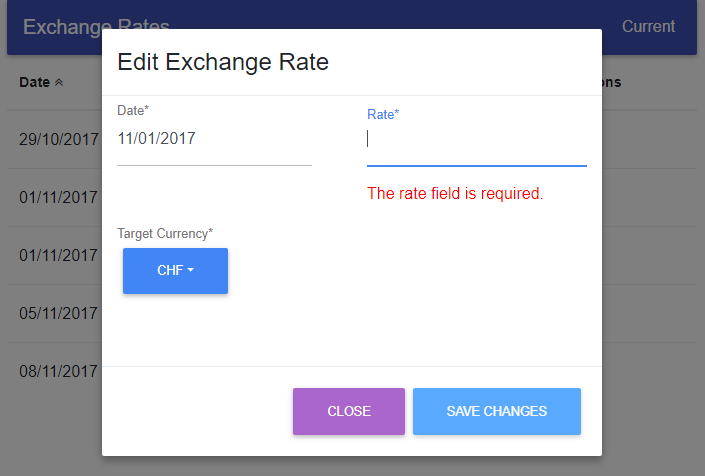 Exchange Rates
Current
Edit Exchange Rate
Date
ons
Date*
Rate*
11/01/2017
29/10/2017
The rate field is required.
01/11/2017
Target Currency*
01/11/2017
CHF
05/11/2017
08/11/2017
CLOSE
SAVE CHANGES